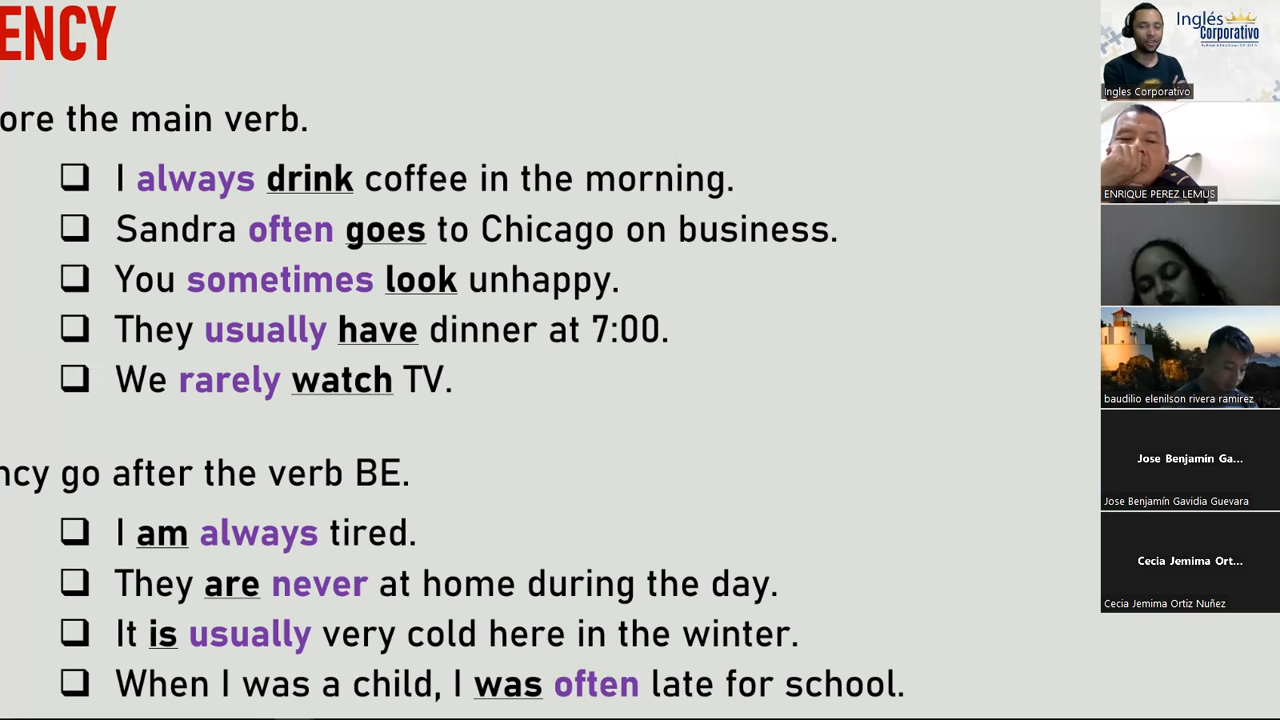 ENCY
ore the main verb.
I always drink coffee in the morning.
Sandra often goes to Chicago on business.
You sometimes look unhappy.
They usually have dinner at 7:00.
We rarely watch TV.
ncy go after the verb BE.
I am always tired.
They are never at home during the day.
It is usually very cold here in the winter.
When I was a child, I was often late for school.
Inglés
Corporativo
Ingles Corporativo
ENRIQUE PEREZ LEMUS
baudilio elenilson rivera ramirez
Jose Benjamín Ga...
Jose Benjamín Gavidia Guevara
Cecia Jemima Ort...
Cecia Jemima Ortiz Nuñez